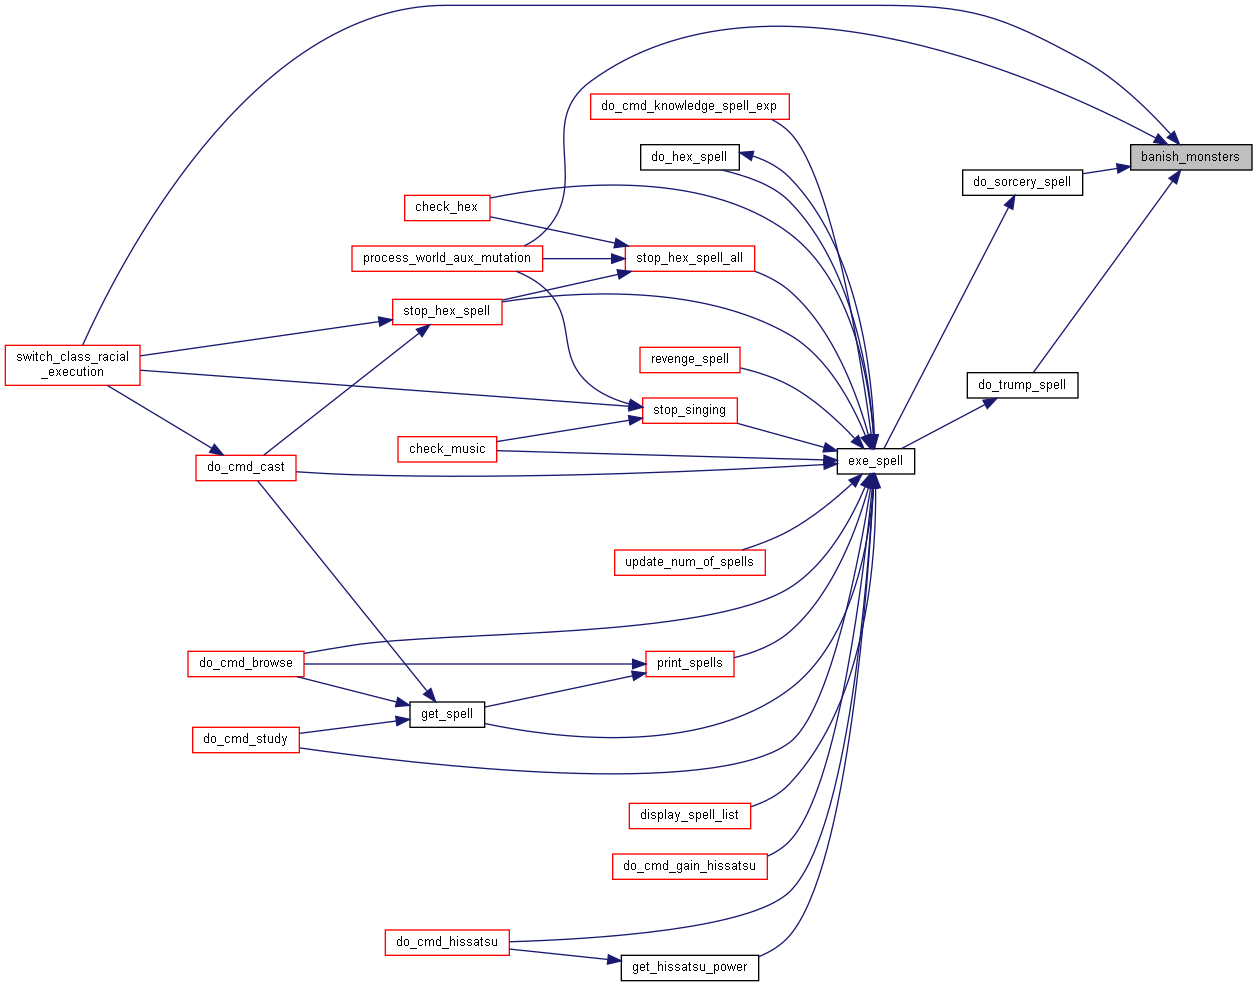 do_cmd_knowledge_spell_exp
do_hex_spell
banish_monsters
do_sorcery_spell
check_hex
process_world_aux_mutation
stop_hex_spell_all
stop_hex_spell
switch_class_racial
_execution
revenge_spell
do_trump_spell
stop_singing
check_music
exe_spell
do_cmd_cast
update_num_of_spells
do_cmd_browse
print_spells
get_spell
do_cmd_study
display_spell_list
do_cmd_gain_hissatsu
do_cmd_hissatsu
get_hissatsu_power